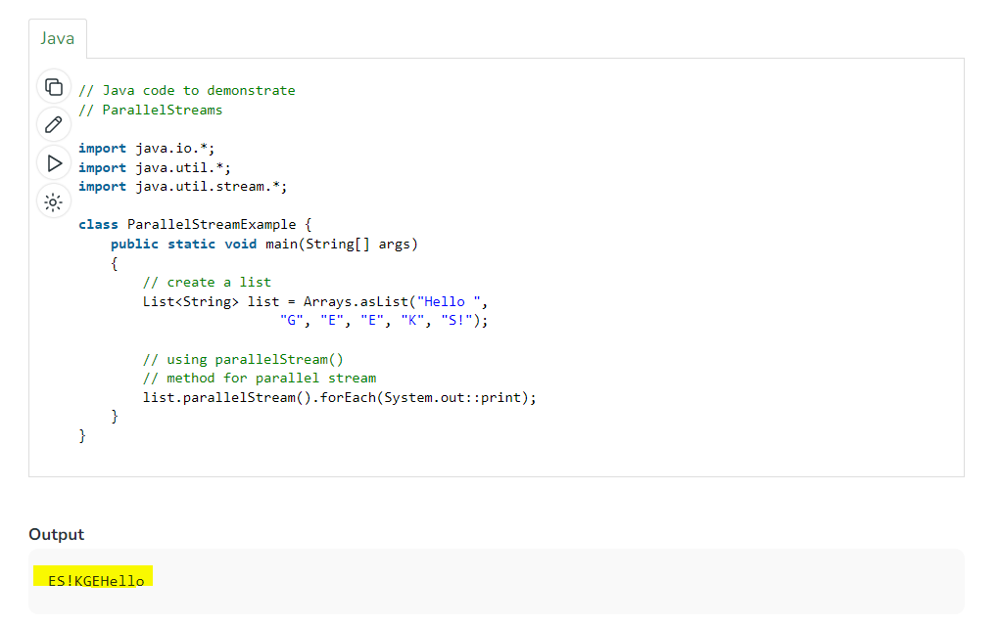 Java
// Java code to demonstrate
// ParallelStreams
import java.io.*;
import java.util.*;
import java.util.stream.*;
class ParallelStreamExample {
public static void main(String[] args)
{
// create a list
List<String> list = Arrays.asList("Hello ",
"G", "E", "E", "K", "S!");
// using parallelStream()
// method for parallel stream
list.parallelStream().forEach(System.out::print);
}
}
Output
ES!KGEHello